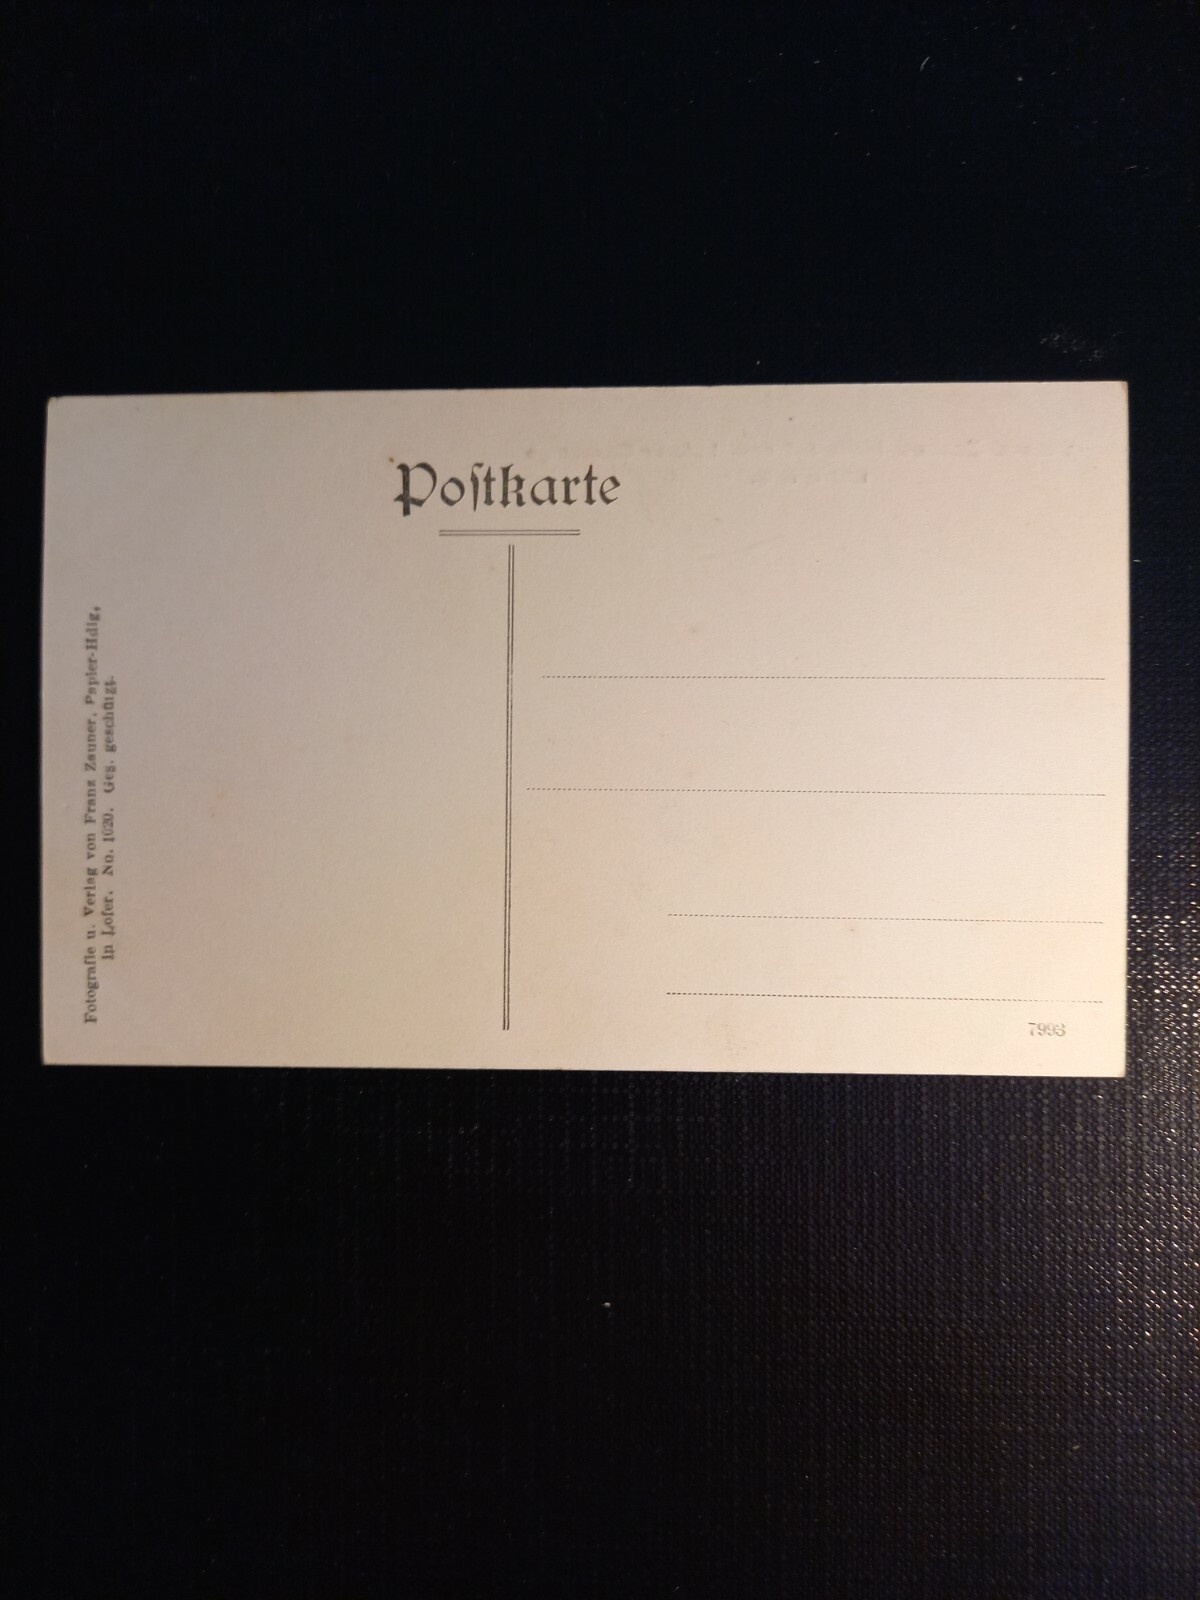 Poſtkarte
Fotografie u. Verlag von Franz Zauner, Papier-Hdlg,
in Lofer. No. 1020. Ges. geschützt.
7993